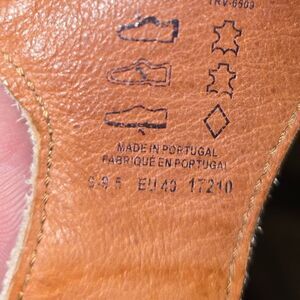 MADE IN PORTUGAL
FABRIQUÉ EN PORTUGAL
EU 40 17210